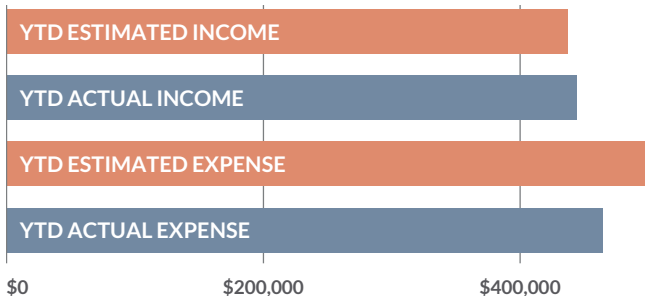 YTD ESTIMATED INCOME
YTD ACTUAL INCOME
YTD ESTIMATED EXPENSE
YTD ACTUAL EXPENSE
$0 $200,000 $400,000